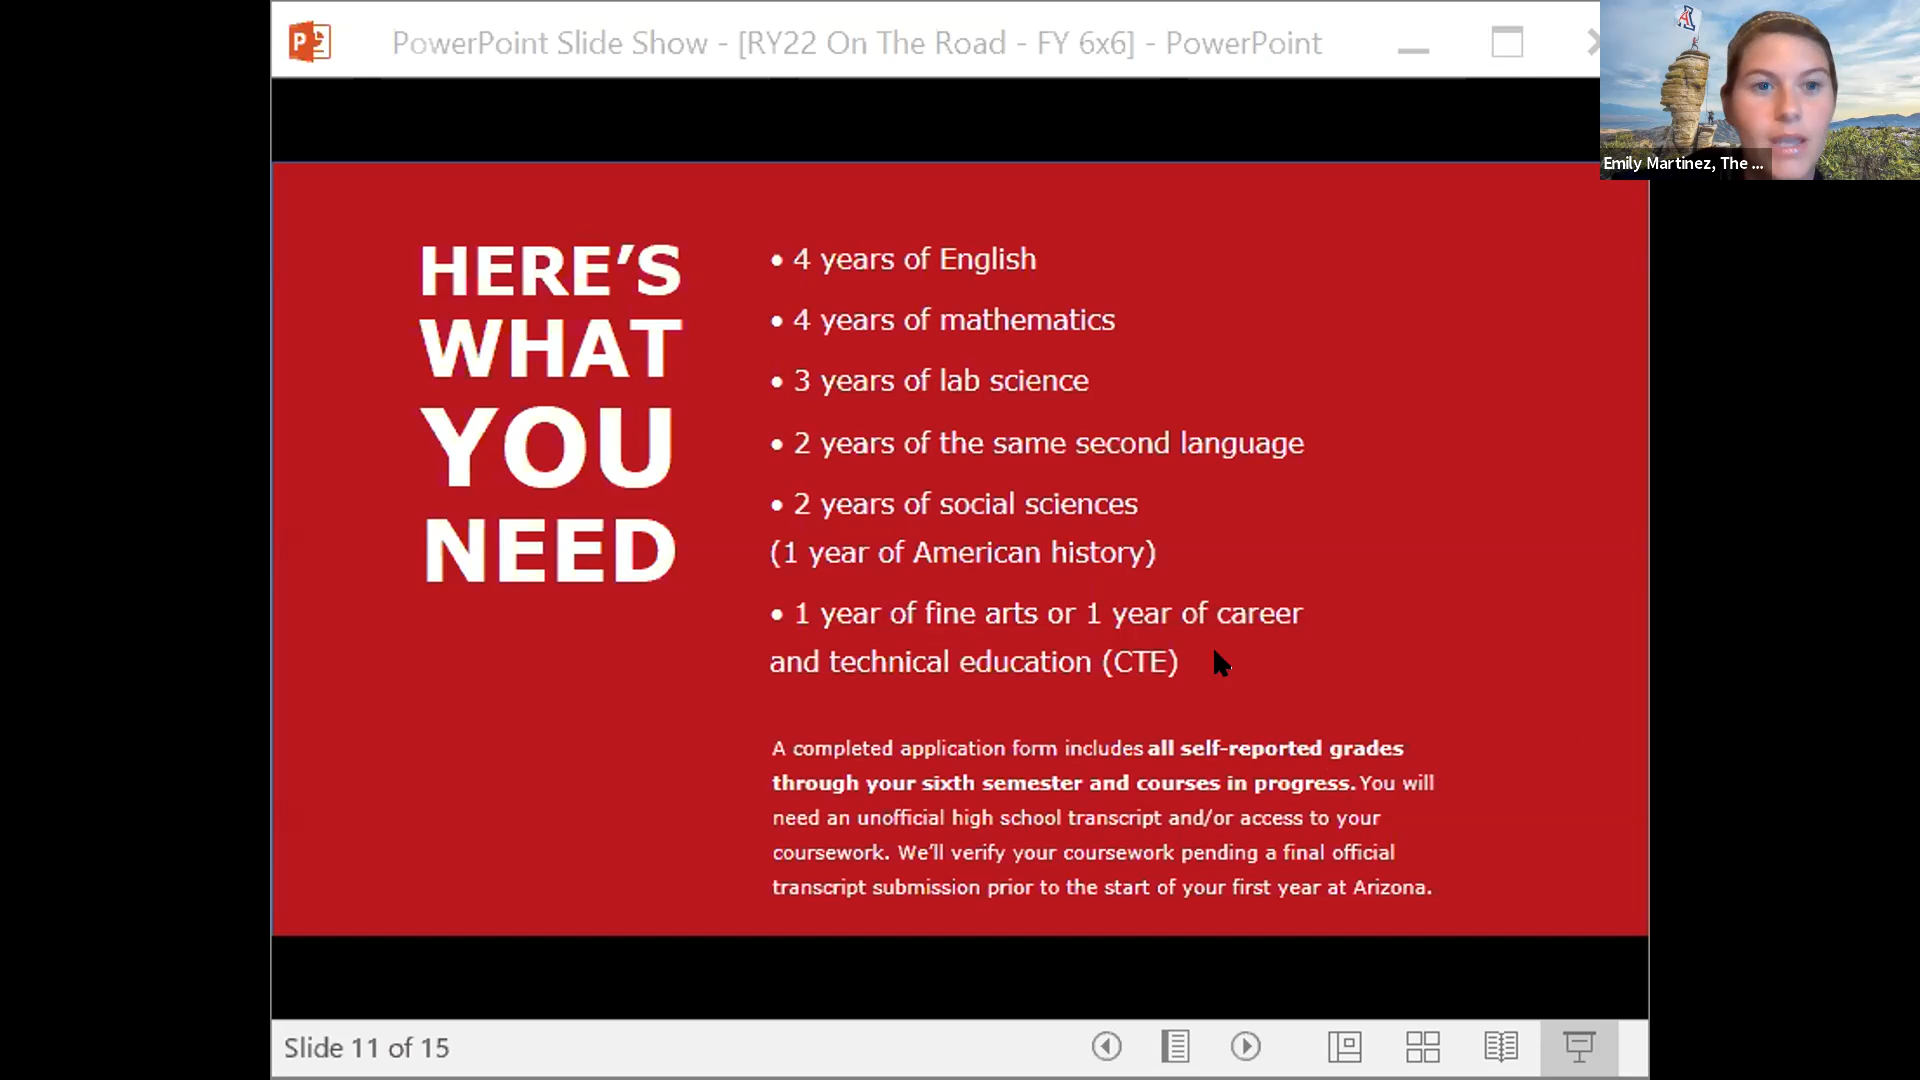 PowerPoint Slide Show - [RY22 On The Road - FY 6x6] - PowerPoint
Emily Martinez, The ...
HERE'S
WHAT
YOU
NEED
• 4 years of English
• 4 years of mathematics
• 3 years of lab science
• 2 years of the same second language
• 2 years of social sciences
(1 year of American history)
• 1 year of fine arts or 1 year of career
and technical education (CTE)
A completed application form includes all self-reported grades
through your sixth semester and courses in progress. You will
need an unofficial high school transcript and/or access to your
coursework. We'll verify your coursework pending a final official
transcript submission prior to the start of your first year at Arizona.
Slide 11 of 15